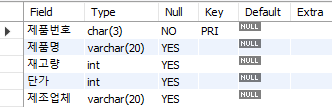 Field Type Null Key Default Extra
제품번호 char(3) NO PRI NULL
제품명 varchar(20) YES NULL
재고량 int YES NULL
단가 int YES NULL
제조업체 varchar(20) YES NULL